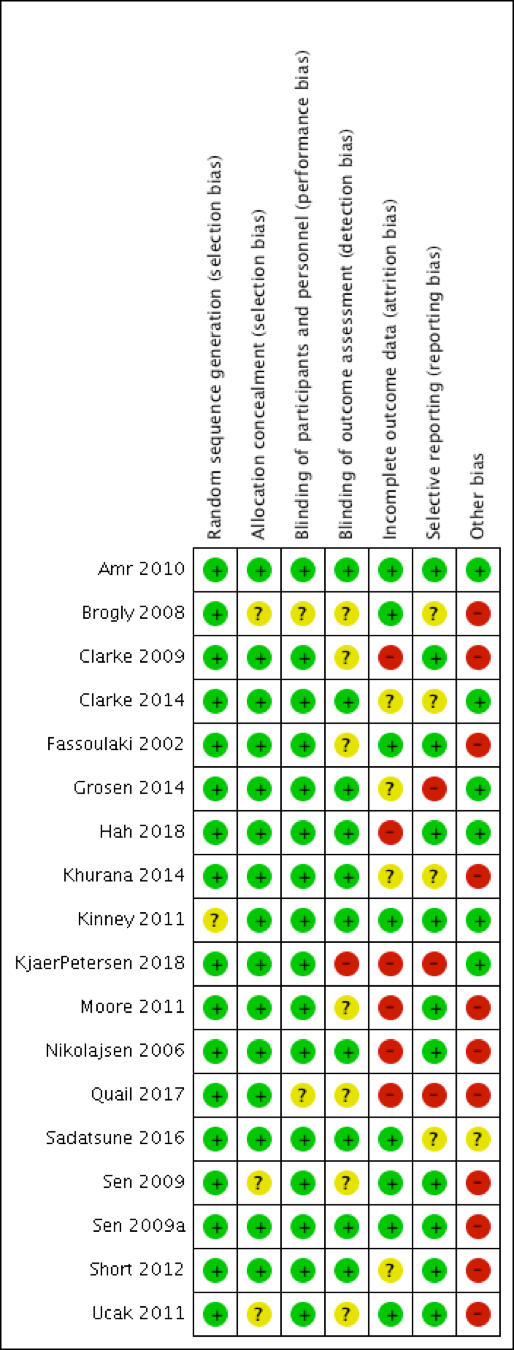 Random sequence generation (selection bias)
Allocation concealment (selection bias)
Blinding of participants and personnel (performance bias)
Blinding of outcome assessment (detection bias)
Incomplete outcome data (attrition bias)
Selective reporting (reporting bias)
Other bias
Amr 2010 + + + + + + +
Brogly 2008 + ? ? ? + ? -
Clarke 2009 + + + ? - + -
Clarke 2014 + + + + ? ? +
Fassoulaki 2002 + + + ? + + -
Grosen 2014 + + + + ? - +
Hah 2018 + + + + - + +
Khurana 2014 + + + + ? ? -
Kinney 2011 ? + + + + + +
KjaerPetersen 2018 + + + - - - +
Moore 2011 + + + ? - + -
Nikolajsen 2006 + + + + - + -
Quail 2017 + + ? ? - - -
Sadatsune 2016 + + + + + ? ?
Sen 2009 + ? + ? + + -
Sen 2009a + + + + + + -
Short 2012 + + + + ? + -
Ucak 2011 + ? + ? + + -